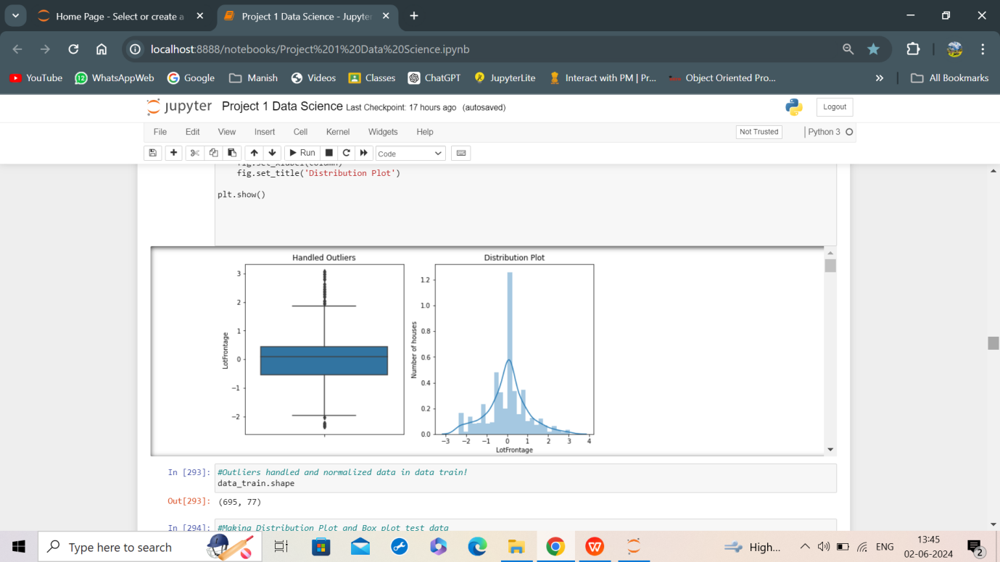 Home Page - Select or create a
Project 1 Data Science - Jupyter
localhost:8888/notebooks/Project%201%20Data%20Science.ipynb
YouTube
WhatsAppWeb
Google
Manish
Videos
Classes
ChatGPT
JupyterLite
Interact with PM | Pr...
Object Oriented Pro...
»
All Bookmarks
jupyter Project 1 Data Science Last Checkpoint: 17 hours ago (autosaved)
Logout
File Edit View Insert Cell Kernel Widgets Help
Not Trusted
Python 3
Run
Code
fig.set_xlabel(column)
fig.set_title('Distribution Plot')
plt.show()
Handled Outliers
3
2
1
0
−1
−2
LotFrontage
Distribution Plot
1.2
1.0
0.8
0.6
0.4
0.2
0.0
Number of houses
−3 −2 −1 0 1 2 3 4
LotFrontage
In [293]: #Outliers handled and normalized data in data train!
data_train.shape
Out[293]: (695, 77)
In [294]: #Making Distribution Plot and Box plot test data
Type here to search
High...
ENG
13:45
02-06-2024
2